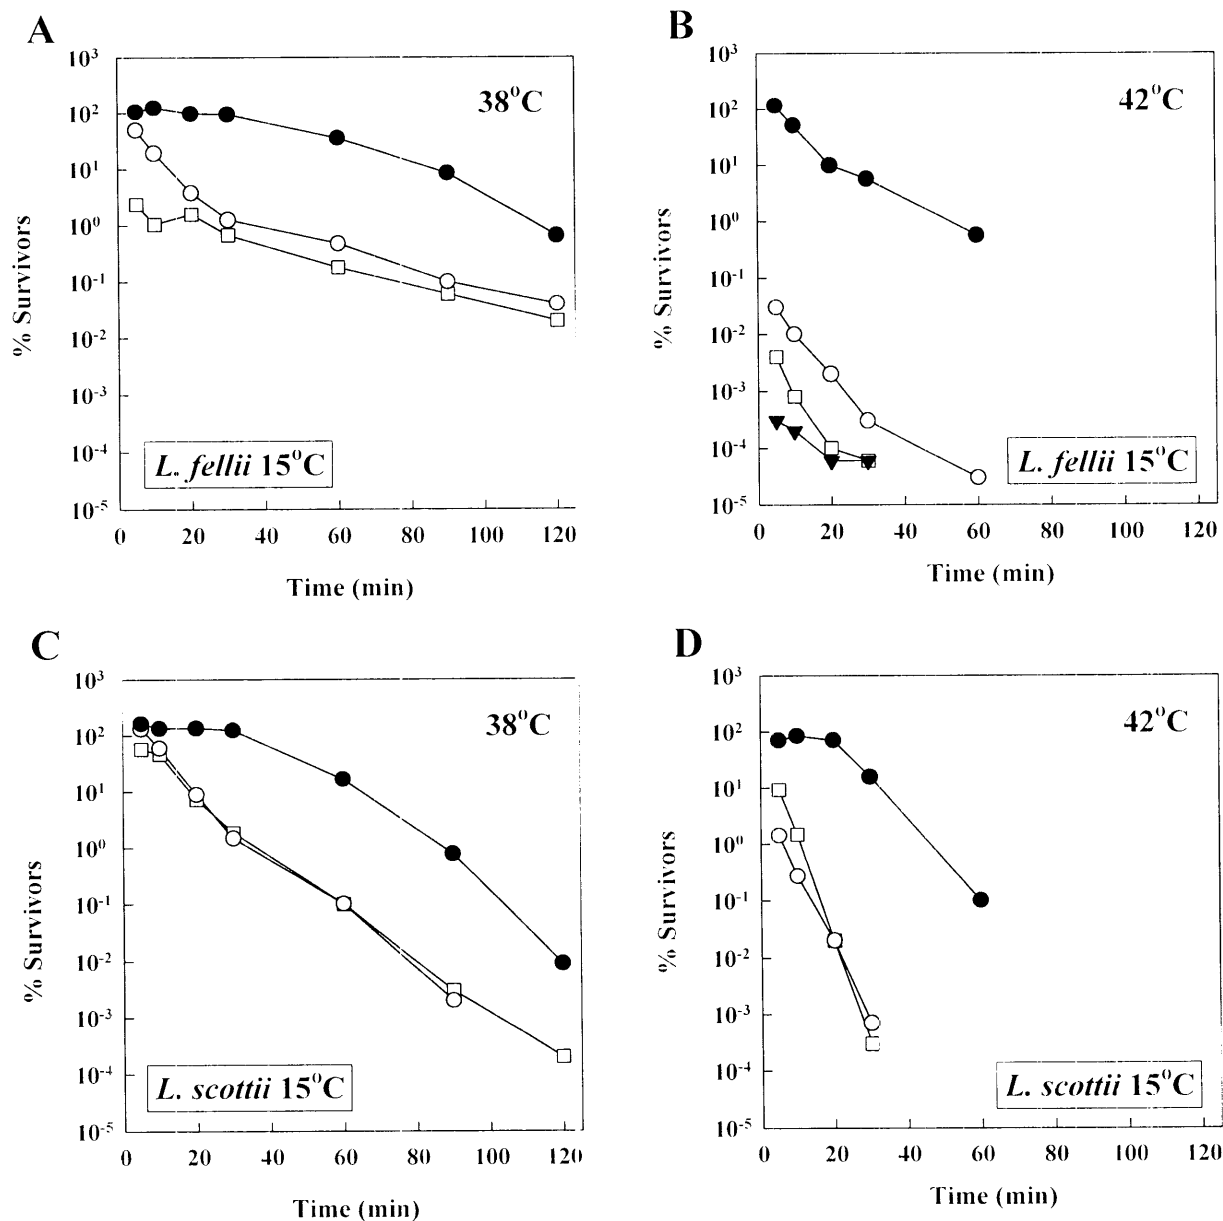 A
10³
10²
10¹
10⁰
10⁻¹
10⁻²
10⁻³
10⁻⁴
10⁻⁵
% Survivors
38°C
L. fellii 15°C
0 20 40 60 80 100 120
Time (min)
B
10³
10²
10¹
10⁰
10⁻¹
10⁻²
10⁻³
10⁻⁴
10⁻⁵
% Survivors
42°C
L. fellii 15°C
0 20 40 60 80 100 120
Time (min)
C
10³
10²
10¹
10⁰
10⁻¹
10⁻²
10⁻³
10⁻⁴
10⁻⁵
% Survivors
38°C
L. scottii 15°C
0 20 40 60 80 100 120
Time (min)
D
10³
10²
10¹
10⁰
10⁻¹
10⁻²
10⁻³
10⁻⁴
10⁻⁵
% Survivors
42°C
L. scottii 15°C
0 20 40 60 80 100 120
Time (min)